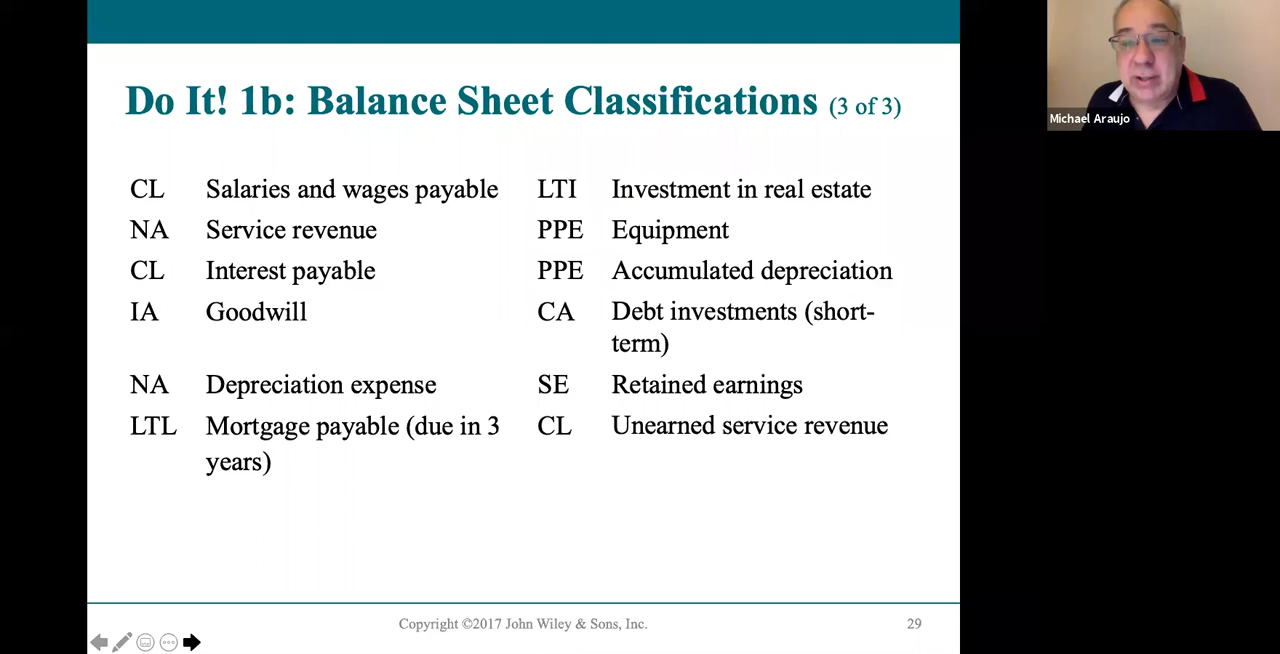 Do It! 1b: Balance Sheet Classifications (3 of 3)
CL Salaries and wages payable
NA Service revenue
CL Interest payable
IA Goodwill
NA Depreciation expense
LTL Mortgage payable (due in 3
years)
LTI Investment in real estate
PPE Equipment
PPE Accumulated depreciation
CA Debt investments (short-
term)
SE Retained earnings
CL Unearned service revenue
Copyright ©2017 John Wiley & Sons, Inc.
29
Michael Araujo